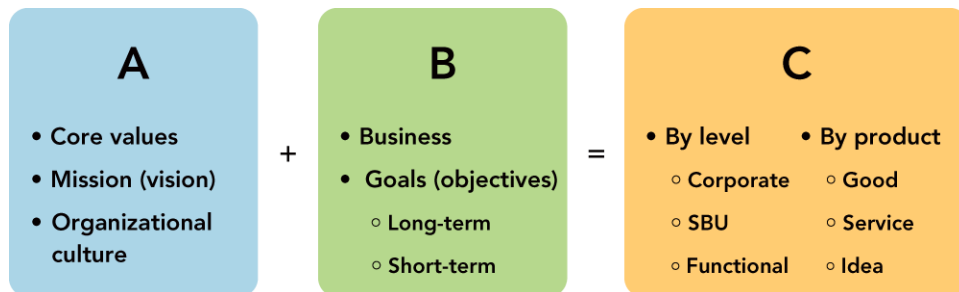 A
• Core values
• Mission (vision)
• Organizational
culture
+
B
• Business
• Goals (objectives)
○ Long-term
○ Short-term
=
C
• By level
○ Corporate
○ SBU
○ Functional
• By product
○ Good
○ Service
○ Idea